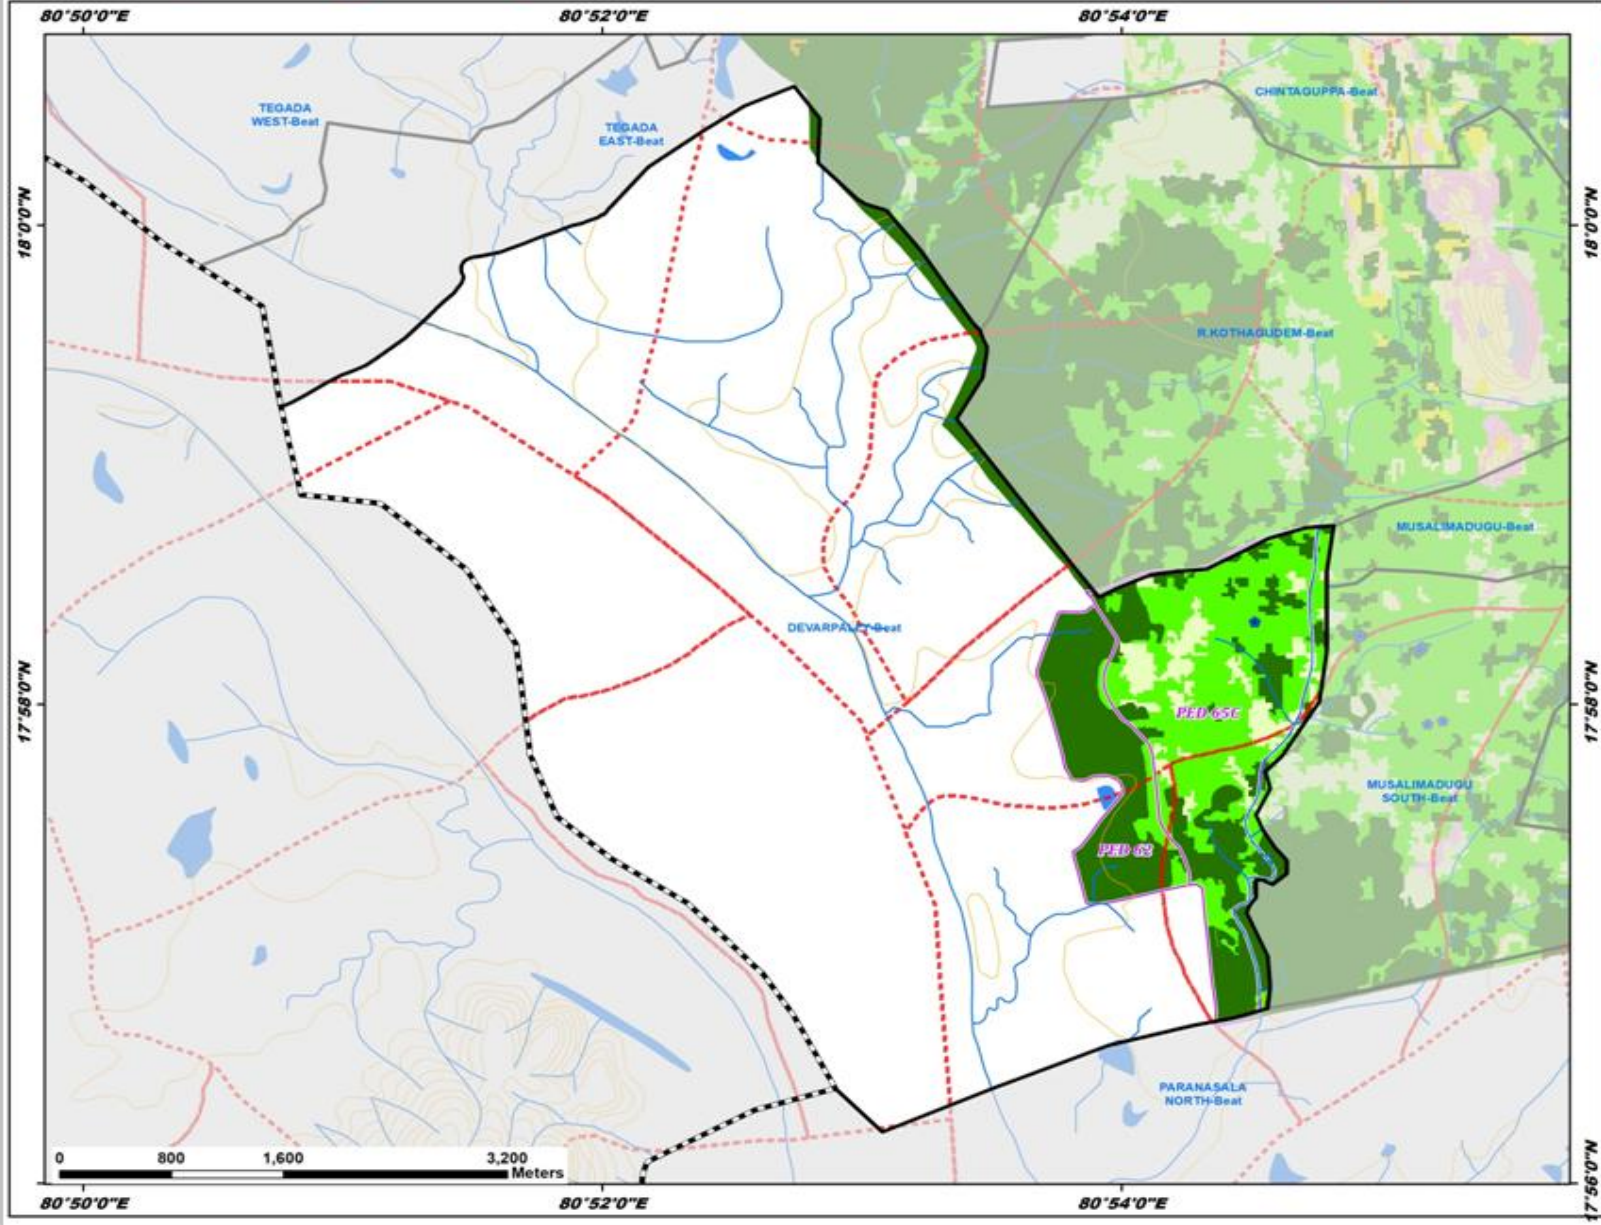 80°50'0"E
80°52'0"E
80°54'0"E
CHINTAGUPPA-Beat
TEGADA
WEST-Beat
TEGADA
EAST-Beat
18°0'0"N
18°0'0"N
R.KOTHAGUDEM-Beat
MUSALIMADUGU-Beat
DEVARPALLY-Beat
17°58'0"N
17°58'0"N
PED 65C
MUSALIMADUGU
SOUTH-Beat
PED 62
PARANASALA
NORTH-Beat
0 800 1,600 3,200
Meters
17°56'0"N
80°50'0"E
80°52'0"E
80°54'0"E